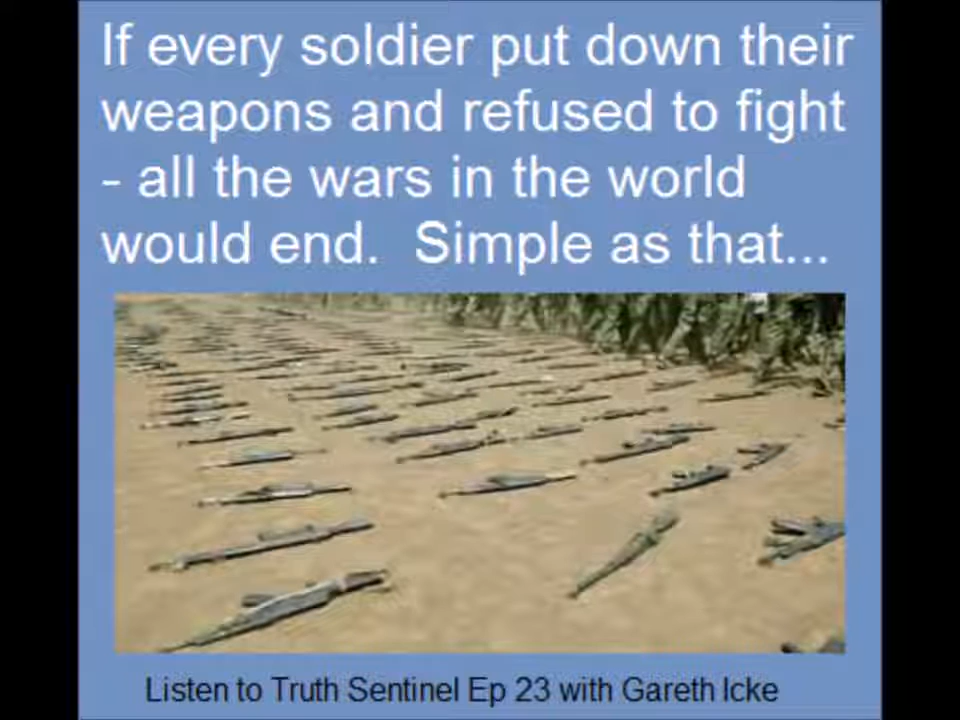 If every soldier put down their
weapons and refused to fight
- all the wars in the world
would end.  Simple as that...
Listen to Truth Sentinel Ep 23 with Gareth Icke